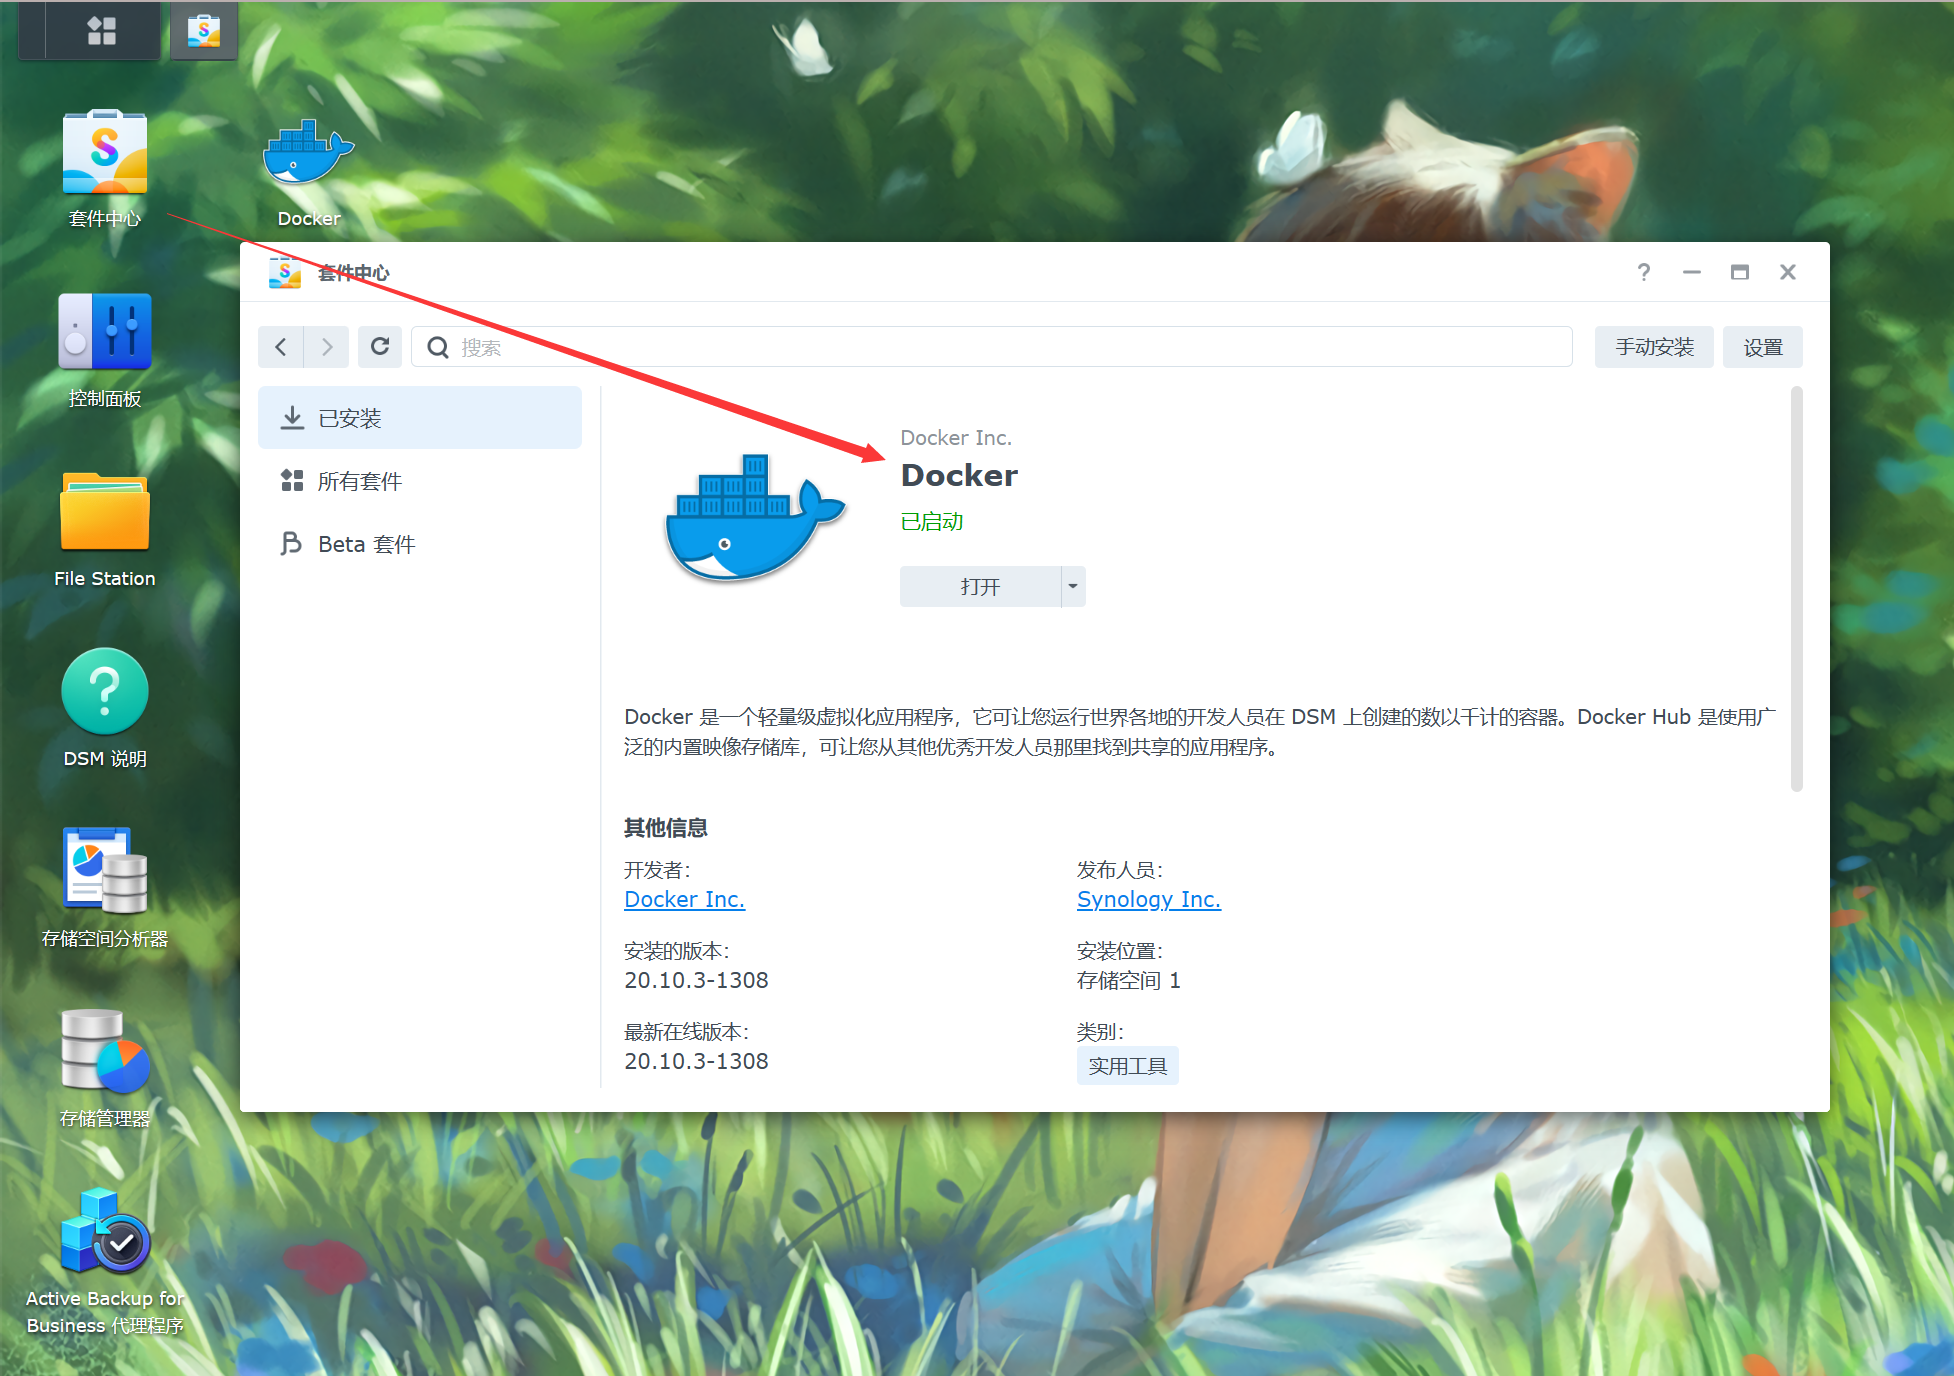 套件中心
Docker
控制面板
File Station
DSM 说明
存储空间分析器
存储管理器
Active Backup for
Business 代理程序
套件中心
搜索
手动安装
设置
已安装
所有套件
Beta 套件
Docker Inc.
Docker
已启动
打开
Docker 是一个轻量级虚拟化应用程序，它可让您运行世界各地的开发人员在 DSM 上创建的数以千计的容器。Docker Hub 是使用广
泛的内置映像存储库，可让您从其他优秀开发人员那里找到共享的应用程序。
其他信息
开发者：
Docker Inc.
发布人员：
Synology Inc.
安装的版本：
20.10.3-1308
安装位置：
存储空间 1
最新在线版本：
20.10.3-1308
类别：
实用工具